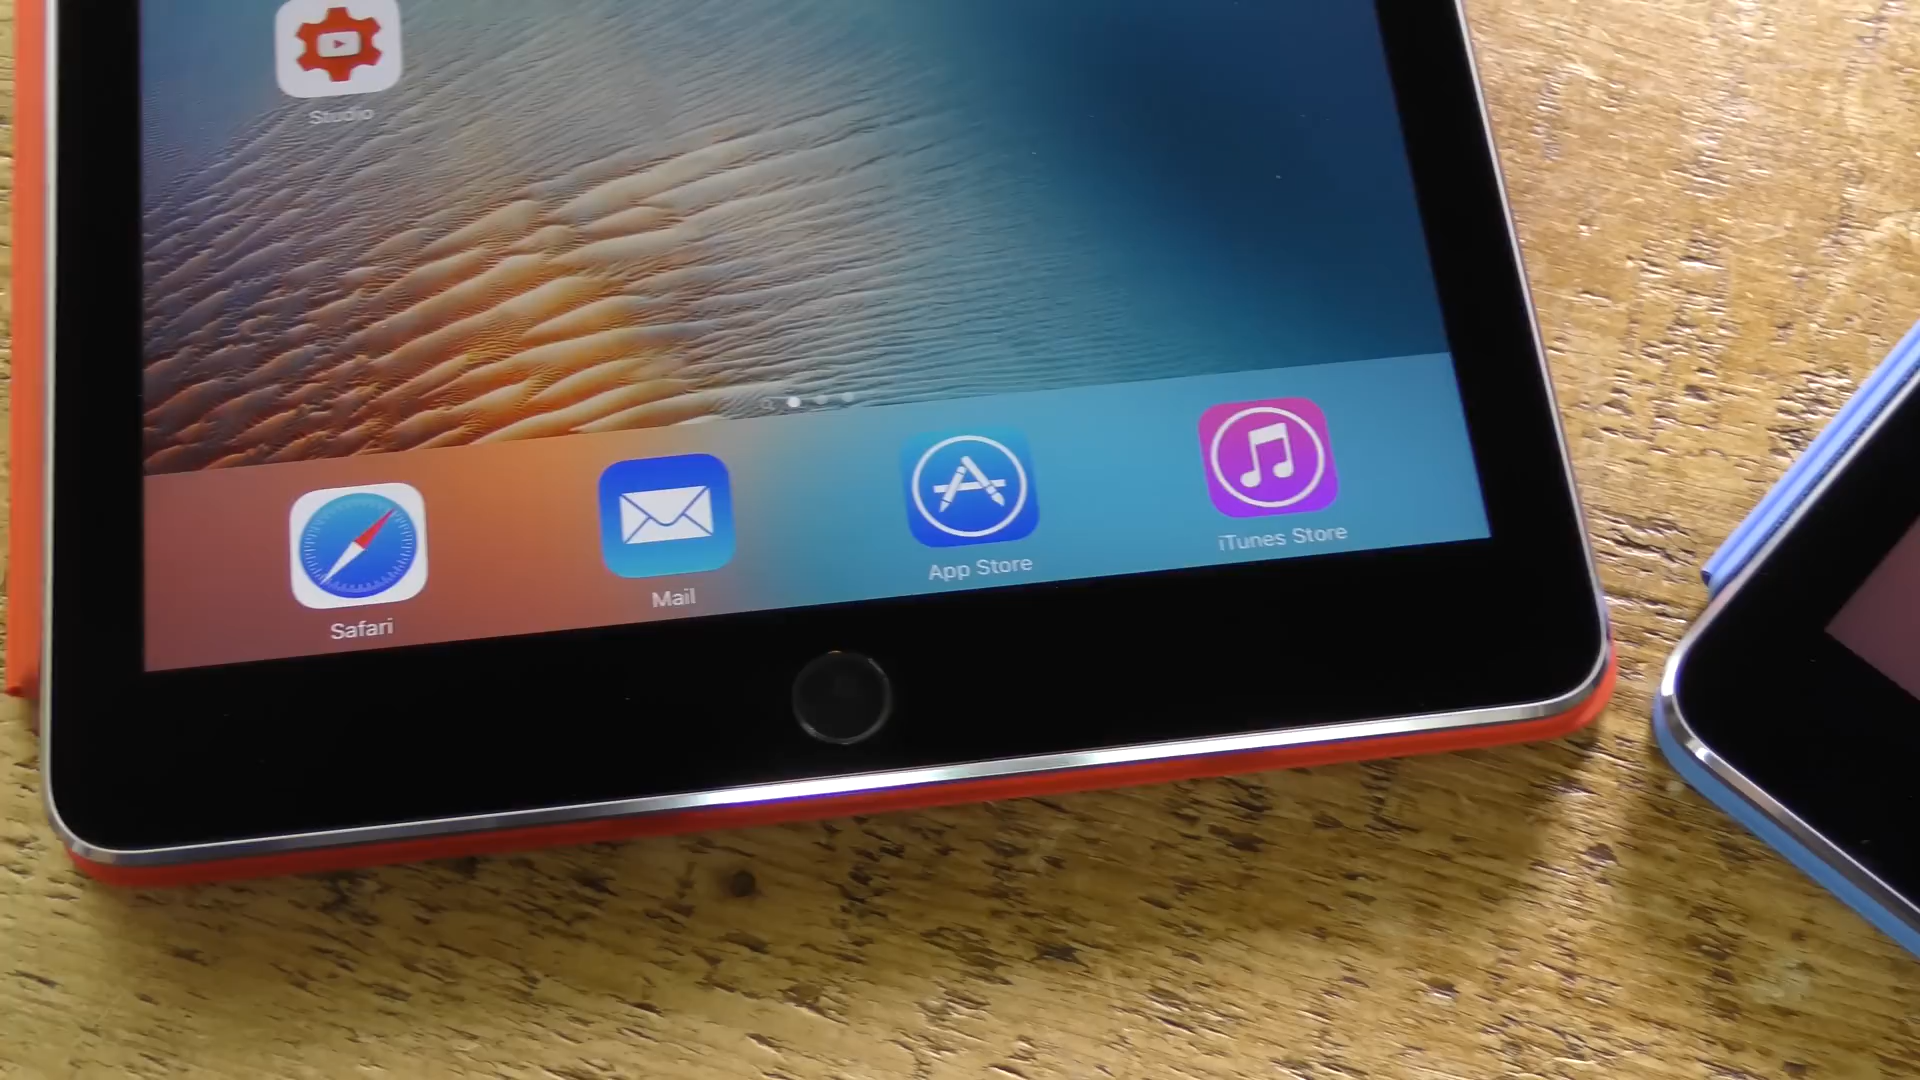 Studio
Safari
Mail
App Store
iTunes Store